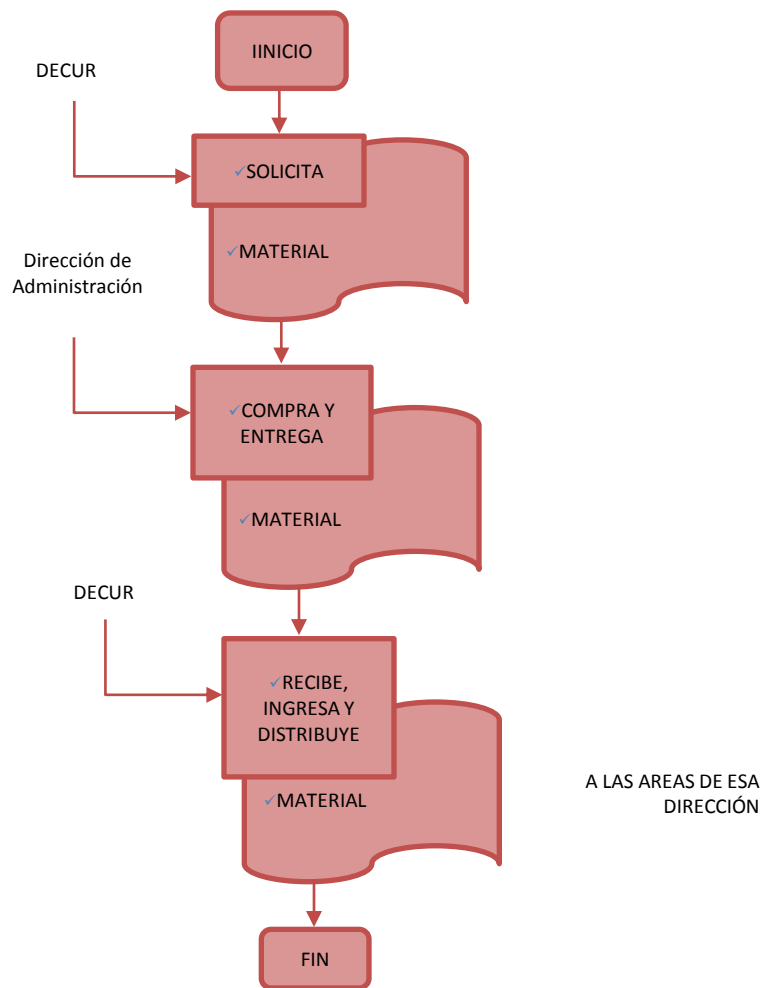 IINICIO
DECUR
✓SOLICITA
✓MATERIAL
Dirección de
Administración
✓COMPRA Y
ENTREGA
✓MATERIAL
DECUR
✓RECIBE,
INGRESA Y
DISTRIBUYE
✓MATERIAL
A LAS AREAS DE ESA
DIRECCIÓN
FIN